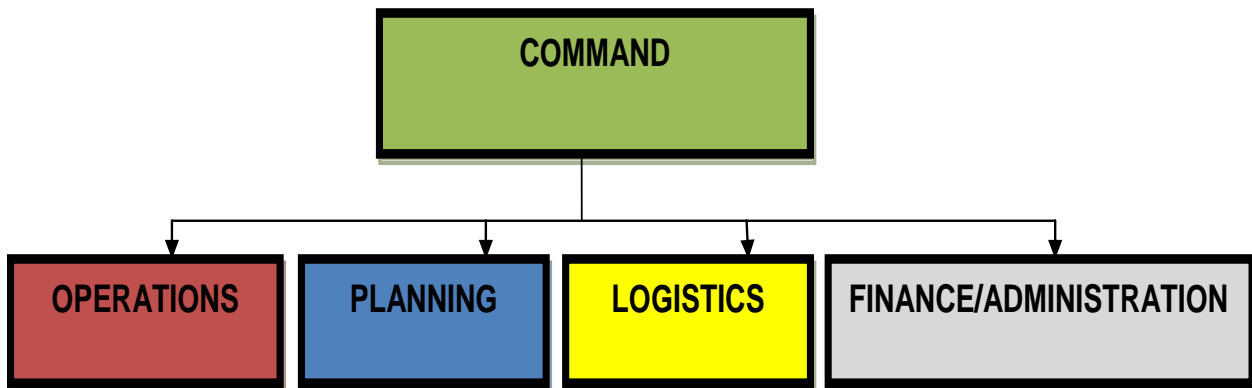 COMMAND
OPERATIONS
PLANNING
LOGISTICS
FINANCE/ADMINISTRATION